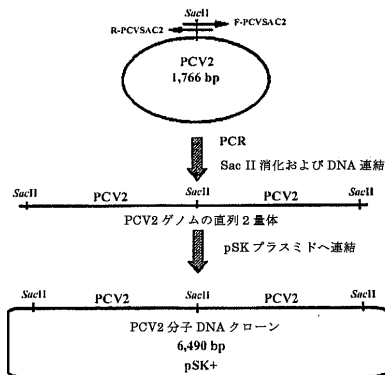 SacII
R-PCVSAC2 F-PCVSAC2
PCV2
1,766 bp
PCR
Sac II 消化および DNA 連結
SacII PCV2 SacII PCV2 SacII
PCV2 ゲノムの直列 2 量体
pSK プラスミドへ連結
SacII PCV2 SacII PCV2 SacII
PCV2 分子 DNA クローン
6,490 bp
pSK+